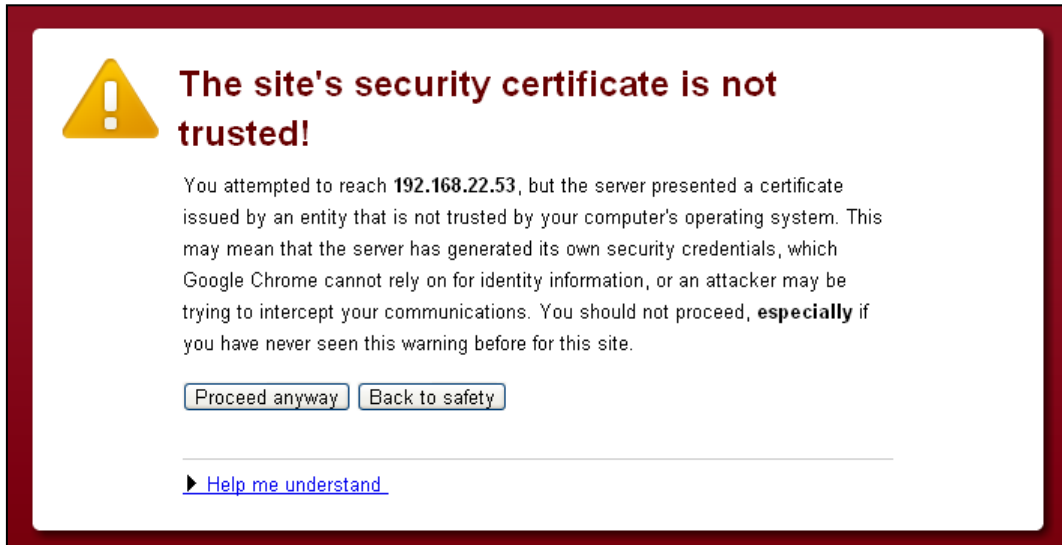 The site's security certificate is not
trusted!
You attempted to reach 192.168.22.53, but the server presented a certificate
issued by an entity that is not trusted by your computer's operating system. This
may mean that the server has generated its own security credentials, which
Google Chrome cannot rely on for identity information, or an attacker may be
trying to intercept your communications. You should not proceed, especially if
you have never seen this warning before for this site.
Proceed anyway Back to safety
Help me understand